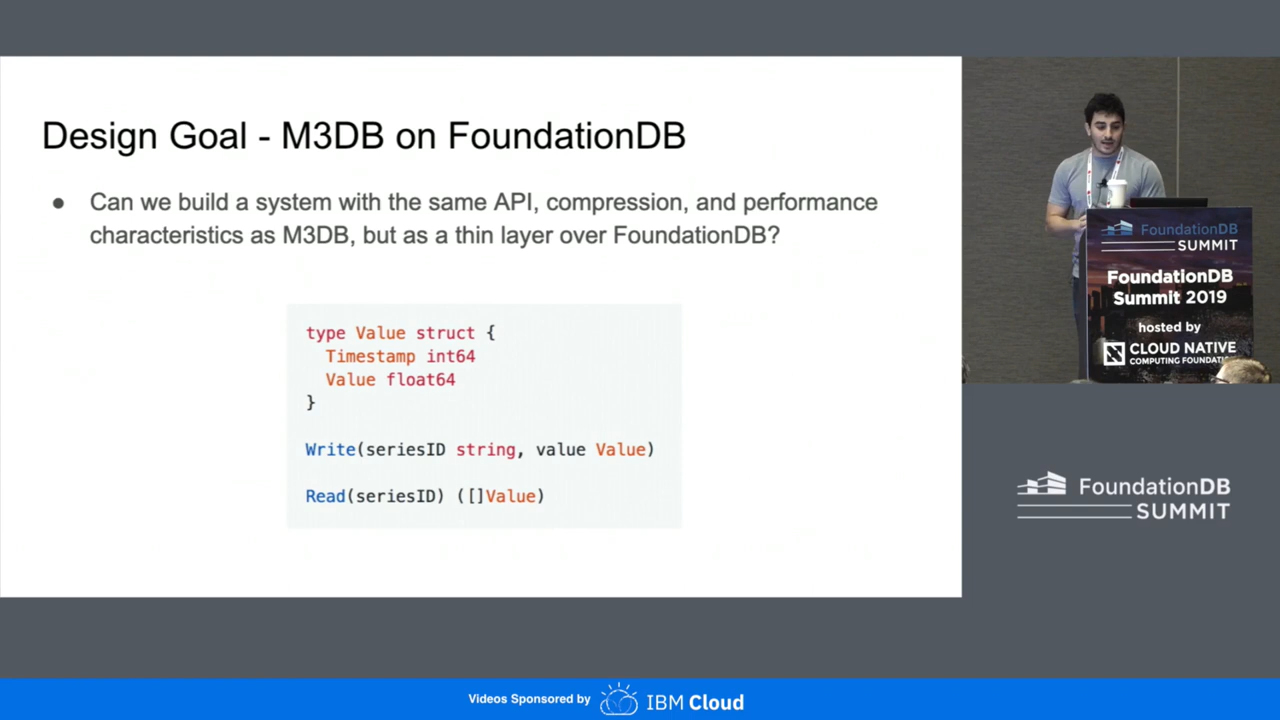 Design Goal - M3DB on FoundationDB
● Can we build a system with the same API, compression, and performance
characteristics as M3DB, but as a thin layer over FoundationDB?
type Value struct {
Timestamp int64
Value float64
}
Write(seriesID string, value Value)
Read(seriesID) ([]Value)
FoundationDB
SUMMIT
FoundationDB
Summit 2019
hosted by
CLOUD NATIVE
COMPUTING FOUNDATION
FoundationDB
SUMMIT
Videos Sponsored by IBM Cloud